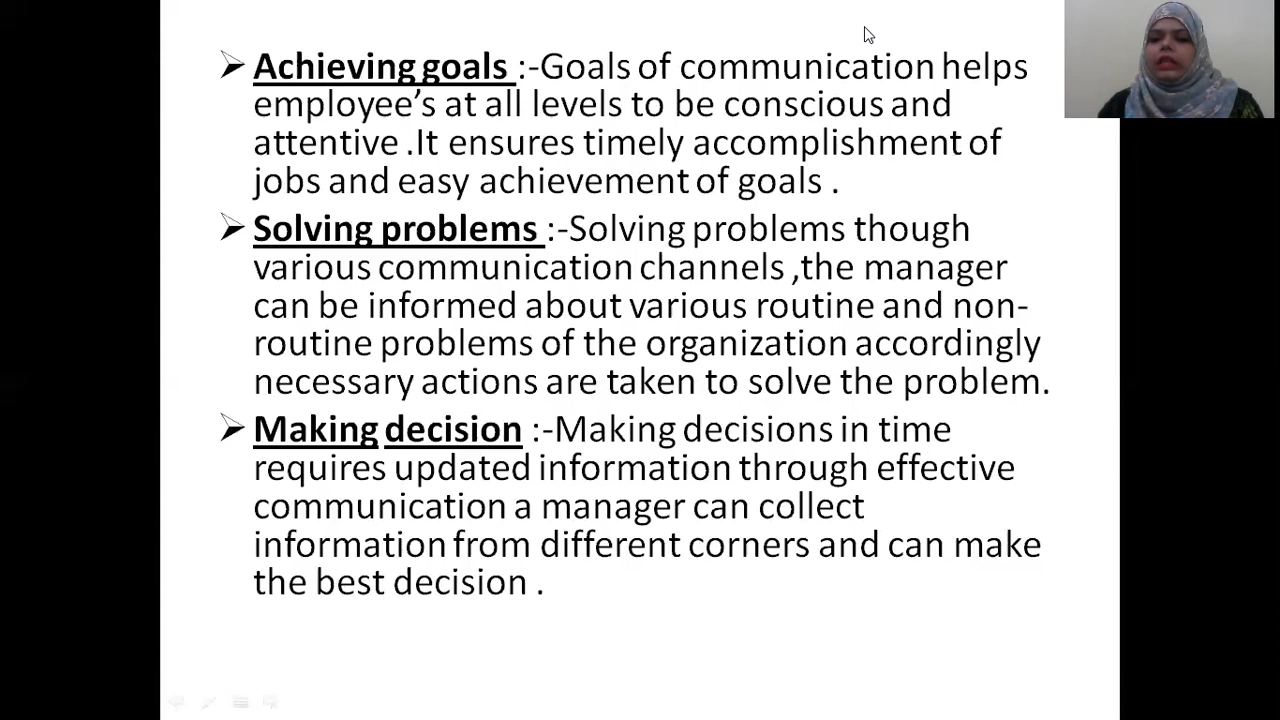 Achieving goals :-Goals of communication helps
employee’s at all levels to be conscious and
attentive .It ensures timely accomplishment of
jobs and easy achievement of goals .
Solving problems :-Solving problems though
various communication channels ,the manager
can be informed about various routine and non-
routine problems of the organization accordingly
necessary actions are taken to solve the problem.
Making decision :-Making decisions in time
requires updated information through effective
communication a manager can collect
information from different corners and can make
the best decision .